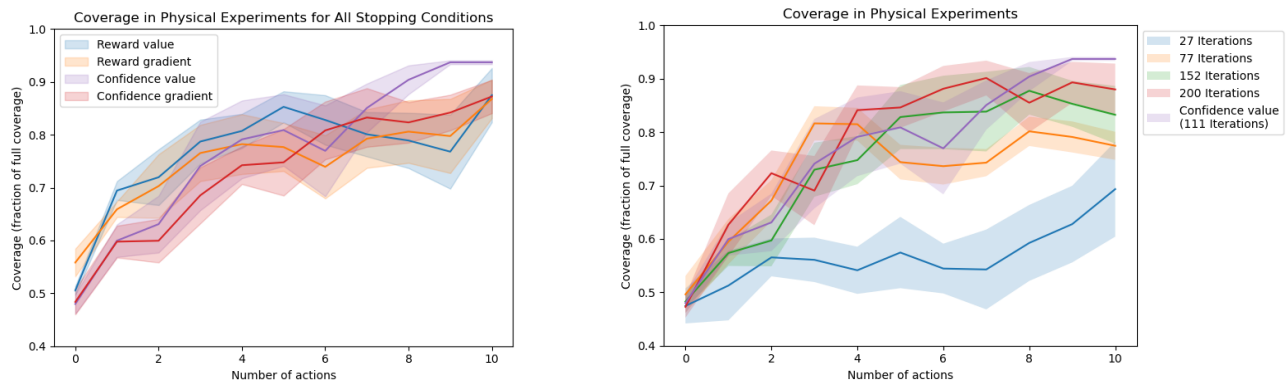 Coverage in Physical Experiments for All Stopping Conditions
Coverage (fraction of full coverage)
1.0
0.9
0.8
0.7
0.6
0.5
0.4
Reward value
Reward gradient
Confidence value
Confidence gradient
0 2 4 6 8 10
Number of actions
Coverage in Physical Experiments
Coverage (fraction of full coverage)
1.0
0.9
0.8
0.7
0.6
0.5
0.4
0 2 4 6 8 10
Number of actions
27 Iterations
77 Iterations
152 Iterations
200 Iterations
Confidence value
(111 Iterations)